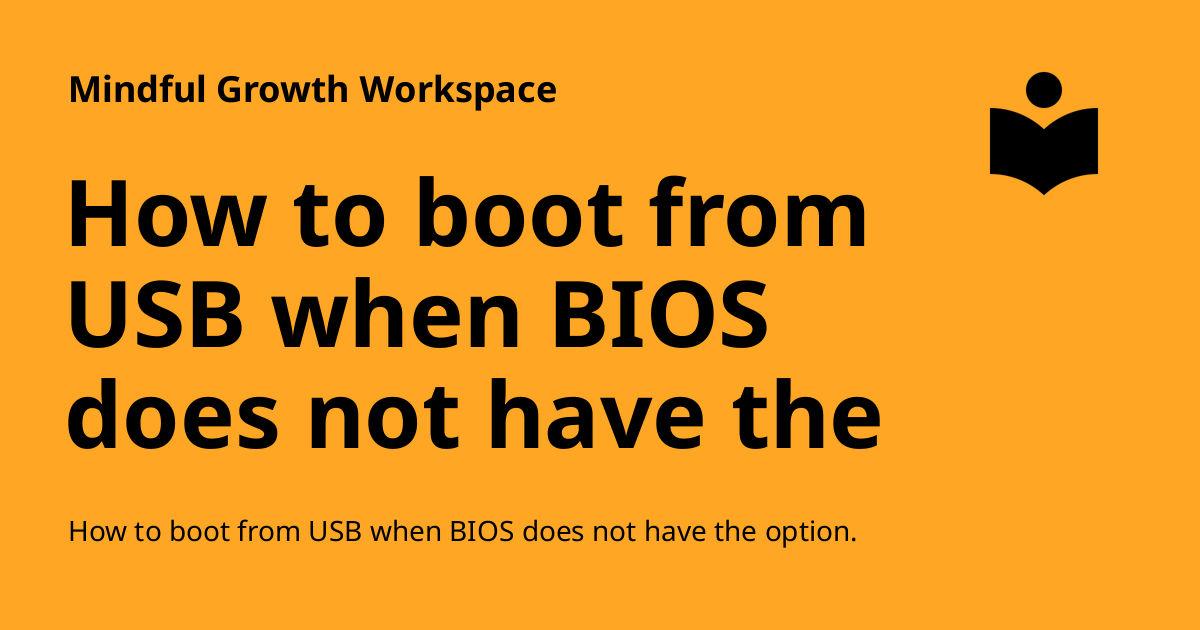 Mindful Growth Workspace
How to boot from
USB when BIOS
does not have the
How to boot from USB when BIOS does not have the option.